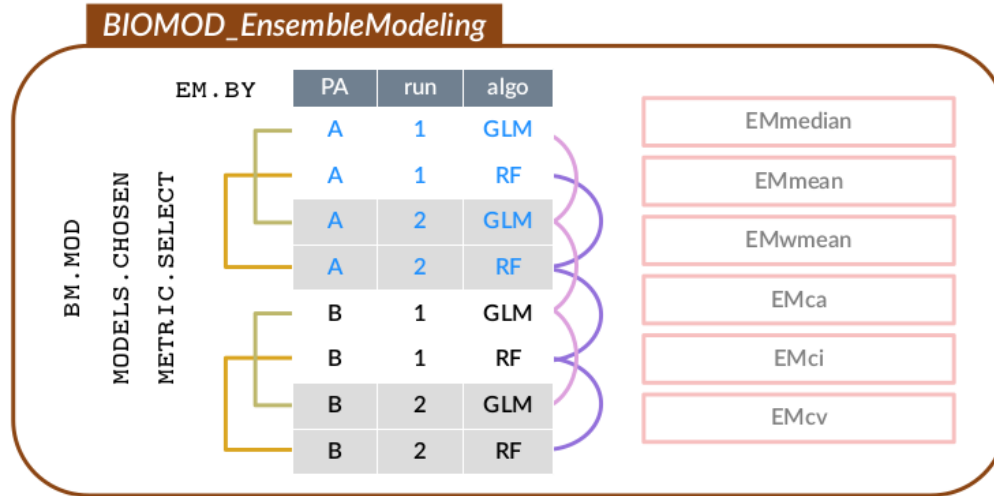 BIOMOD_EnsembleModeling
EM.BY
PA run algo
A 1 GLM
A 1 RF
A 2 GLM
A 2 RF
B 1 GLM
B 1 RF
B 2 GLM
B 2 RF
BM.MOD
MODELS.CHOSEN
METRIC.SELECT
EMmedian
EMmean
EMwmean
EMca
EMci
EMcv